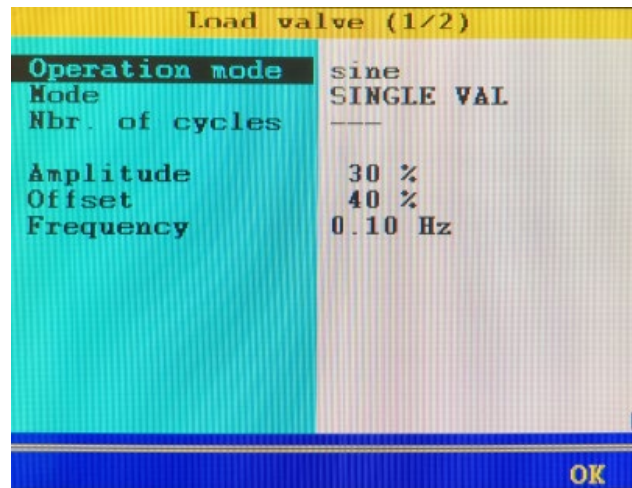 Load valve (1/2)
Operation mode sine
Mode SINGLE VAL
Nbr. of cycles ---
Amplitude 30 %
Offset 40 %
Frequency 0.10 Hz
OK